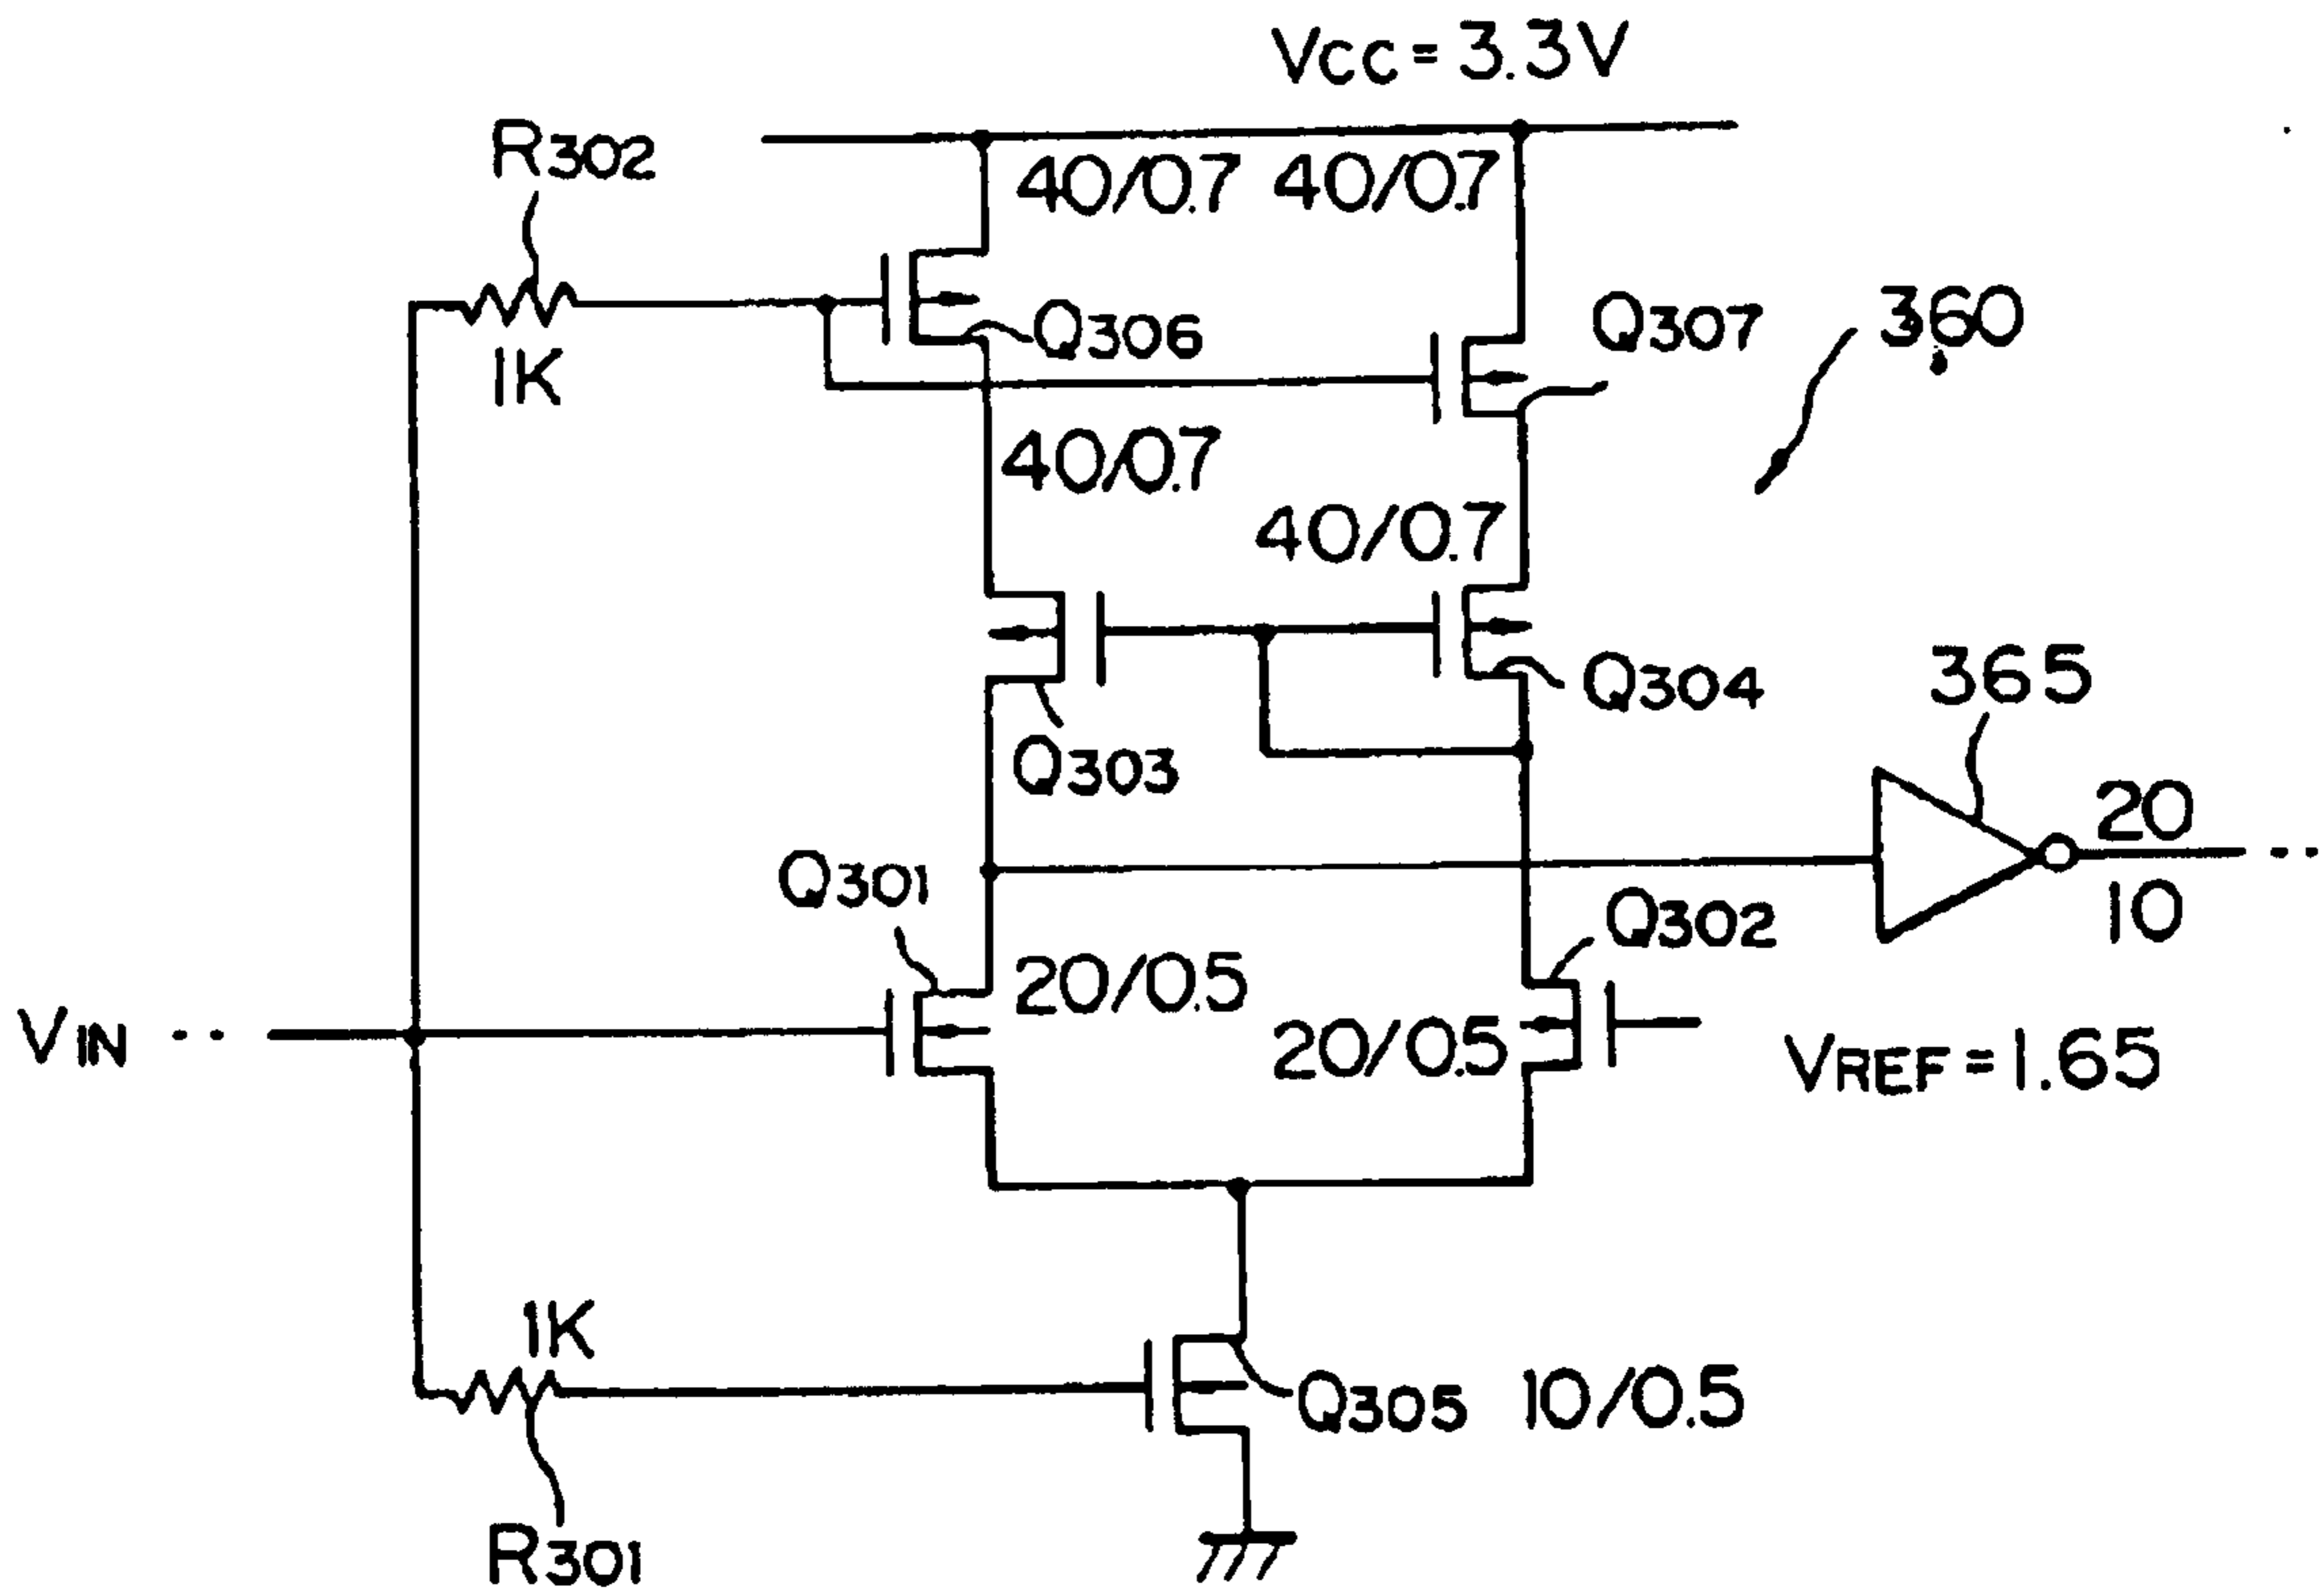 VCC=3.3V
R302
40/0.7 40/0.7
1K
Q306
Q307
360
40/0.7
40/0.7
Q304
365
Q303
20
10
Q301
Q302
20/0.5
VIN
20/0.5
VREF=1.65
1K
Q305 10/0.5
R301